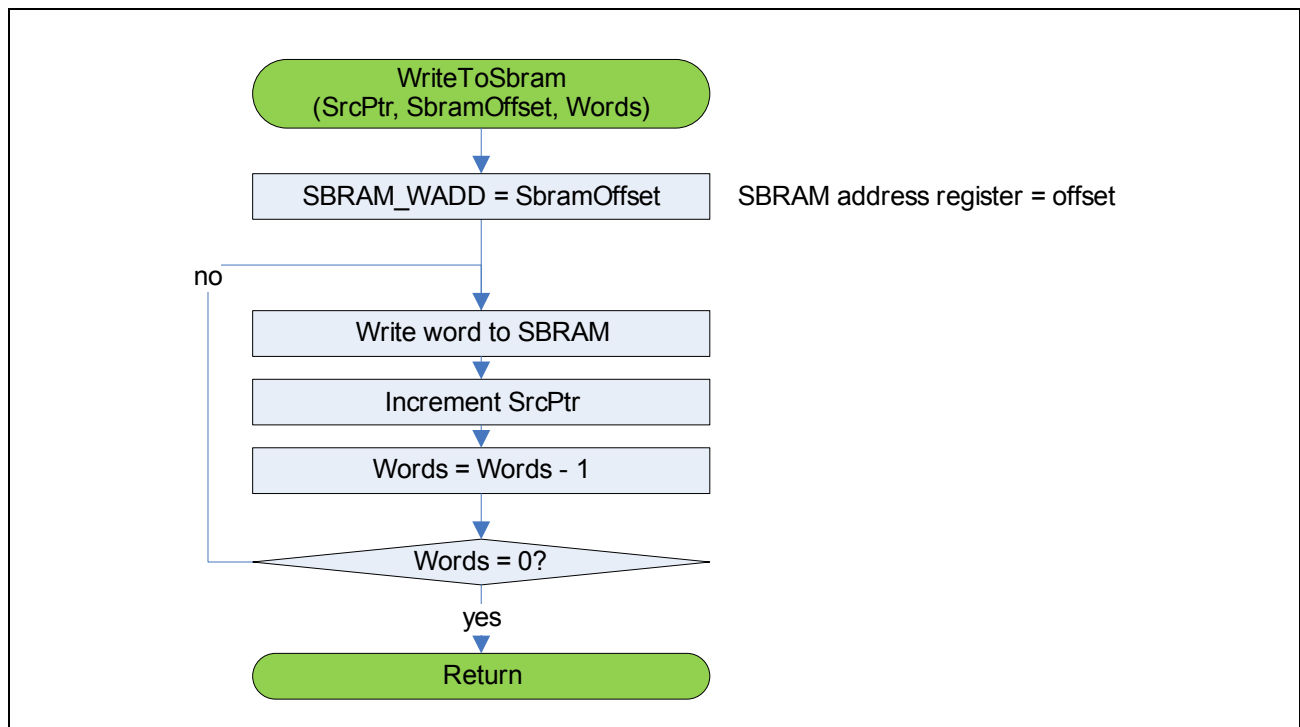 WriteToSbram
(SrcPtr, SbramOffset, Words)
SBRAM_WADD = SbramOffset
SBRAM address register = offset
no
Write word to SBRAM
Increment SrcPtr
Words = Words - 1
Words = 0?
yes
Return